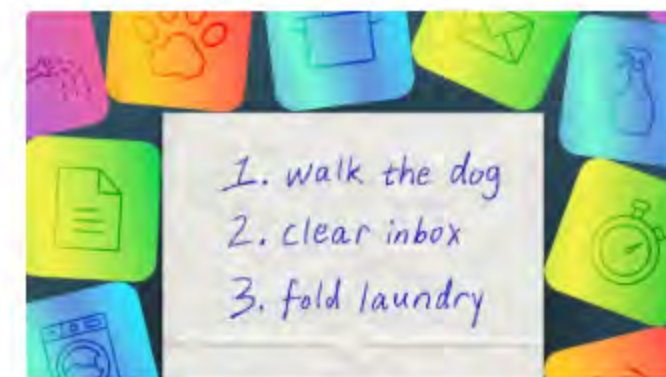 1. walk the dog
2. clear inbox
3. fold laundry